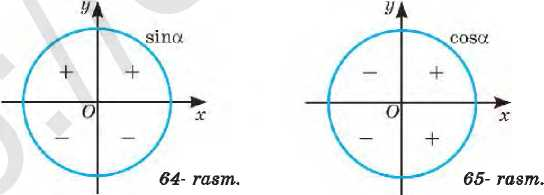 y
sinα
+ +
O x
− −
64- rasm.
y
cosα
− +
O x
− +
65- rasm.